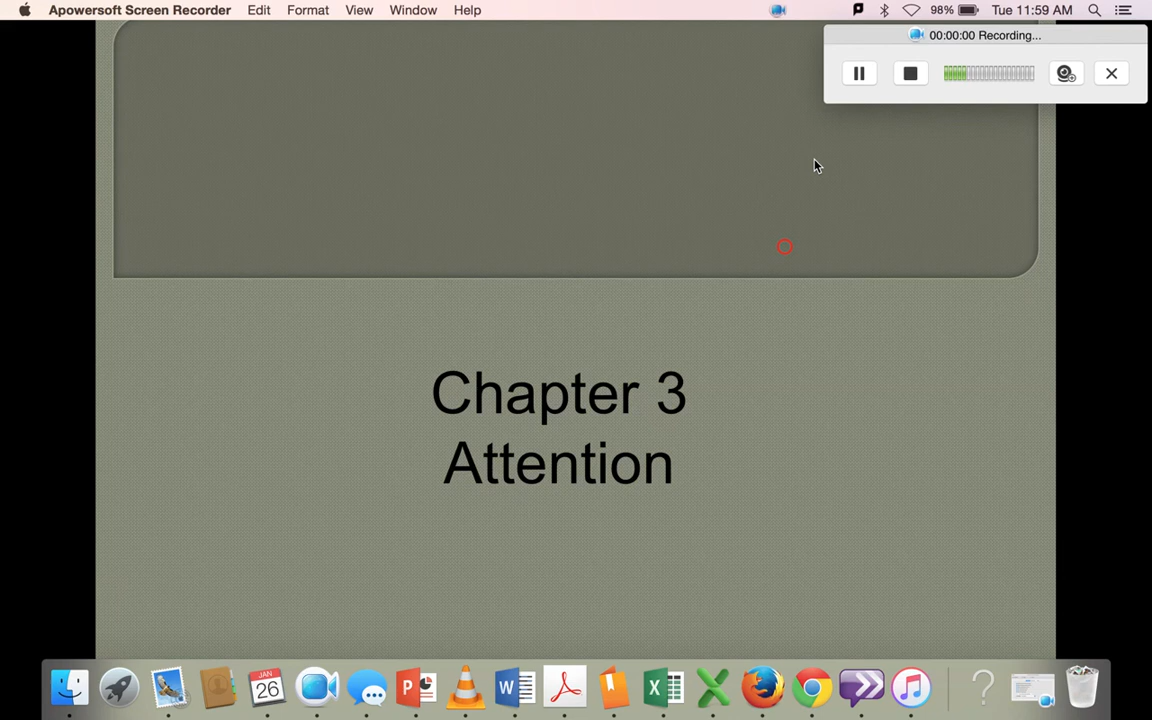 Apowersoft Screen Recorder Edit Format View Window Help 98% Tue 11:59 AM
00:00:00 Recording...
Chapter 3
Attention
JAN
26
?